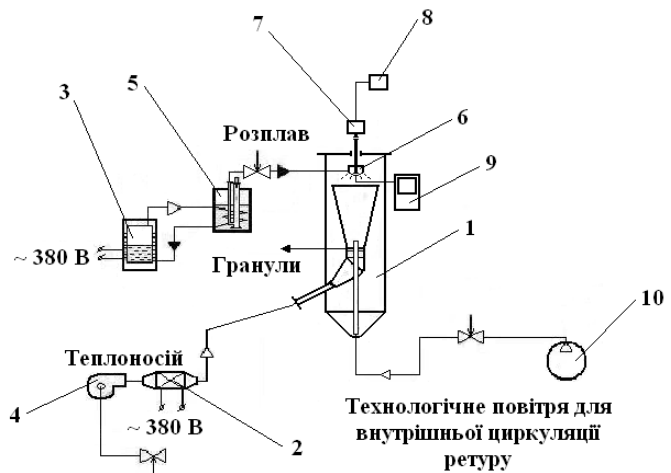 7
8
3
5
Розплав
6
9
~ 380 В
Гранули
1
10
Теплоносій
4
~ 380 В
2
Технологічне повітря для
внутрішньої циркуляції
ретуру